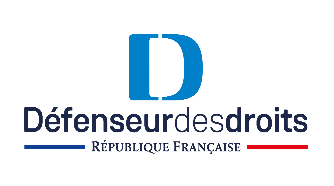 D
Défenseurdesdroits
RÉPUBLIQUE FRANÇAISE